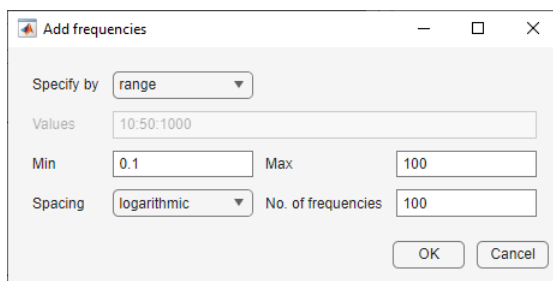 Add frequencies
Specify by range
Values 10:50:1000
Min 0.1 Max 100
Spacing logarithmic No. of frequencies 100
OK Cancel